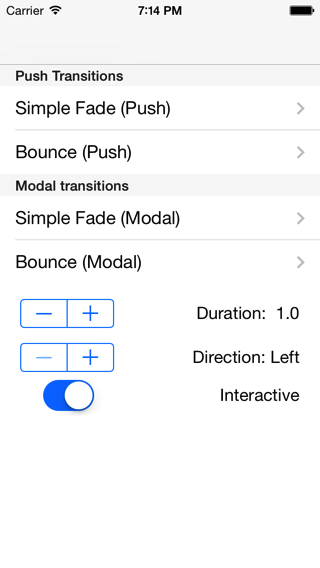 Carrier 7:14 PM
Push Transitions
Simple Fade (Push)
Bounce (Push)
Modal transitions
Simple Fade (Modal)
Bounce (Modal)
Duration: 1.0
Direction: Left
Interactive